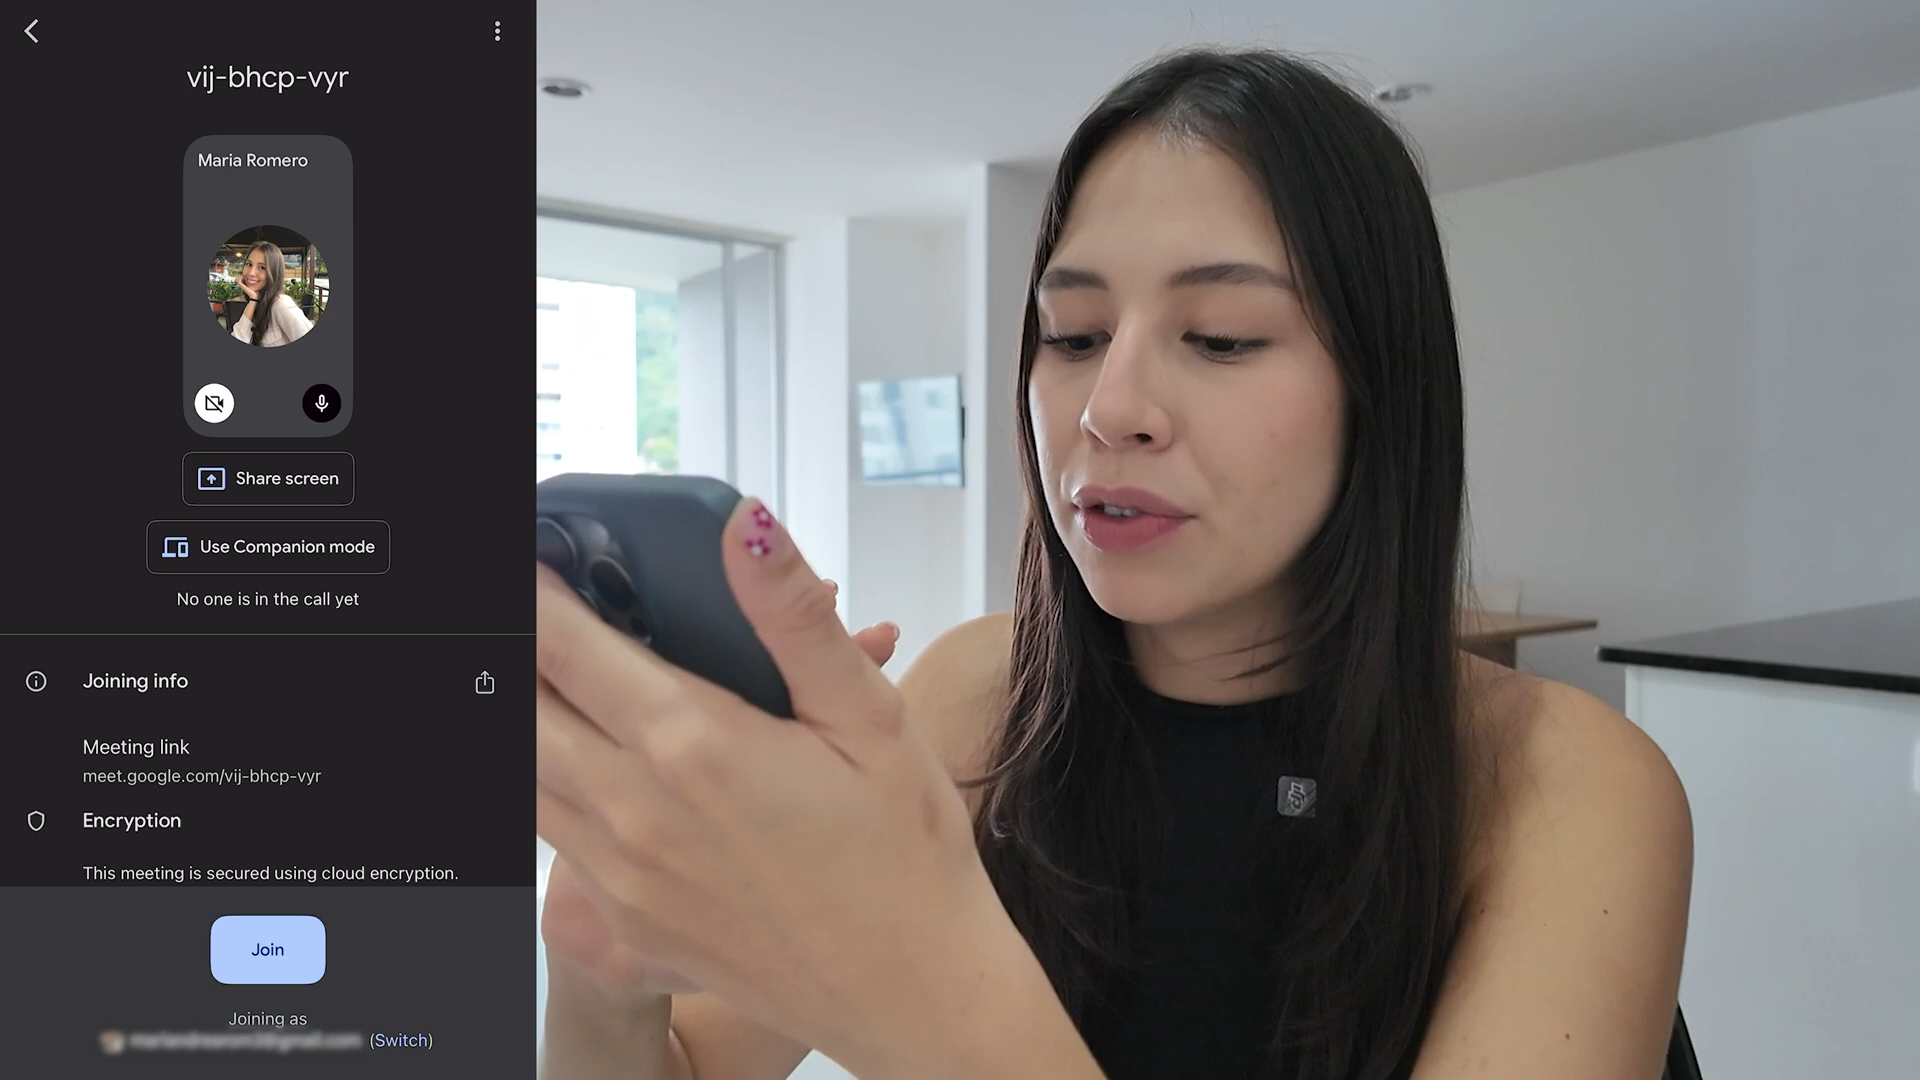 vij-bhcp-vyr
Maria Romero
Share screen
Use Companion mode
No one is in the call yet
Joining info
Meeting link
meet.google.com/vij-bhcp-vyr
Encryption
This meeting is secured using cloud encryption.
Join
Joining as
(Switch)